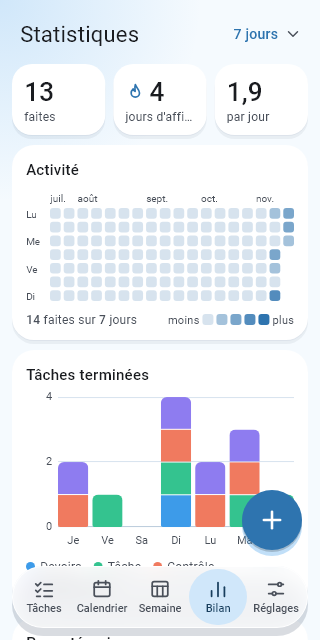 Statistiques
7 jours
13
4
1,9
faites
jours d'affi...
par jour
Activité
juil. août sept. oct. nov.
Lu
Me
Ve
Di
14 faites sur 7 jours
moins plus
Tâches terminées
4
2
0
Je Ve Sa Di Lu
Devoirs Tâche Contrôle
Tâches Calendrier Semaine Bilan Réglages